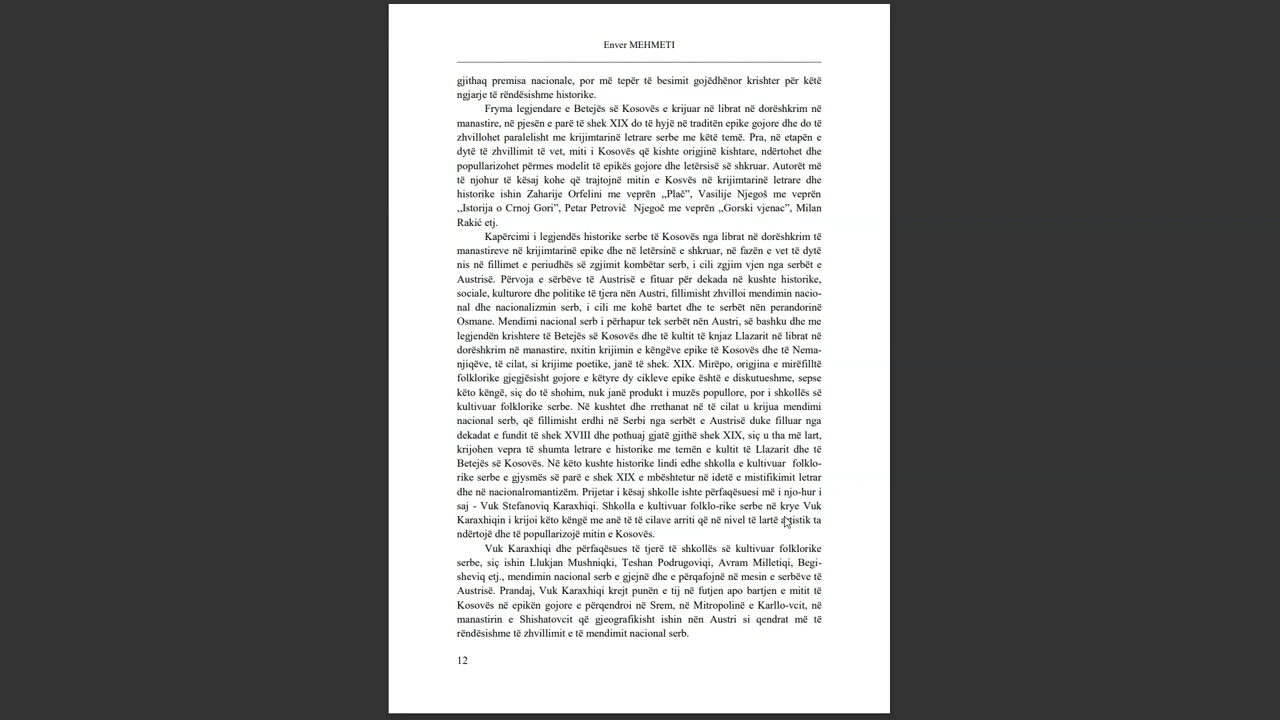 Enver MEHMETI
gjithaq premisa nacionale, por më tepër të besimit gojëdhënor krishter për këtë
ngjarje të rëndësishme historike.
Fryma legjendare e Betejës së Kosovës e krijuar në librat në dorëshkrim në
manastire, në pjesën e parë të shek XIX do të hyjë në traditën epike gojore dhe do të
zhvillohet paralelisht me krijimtarinë letrare serbe me këtë temë. Pra, në etapën e
dytë të zhvillimit të vet, miti i Kosovës që kishte origjinë kishtare, ndërtohet dhe
popullarizohet përmes modelit të epikës gojore dhe letërsisë së shkruar. Autorët më
të njohur të kësaj kohe që trajtojnë mitin e Kosvës në krijimtarinë letrare dhe
historike ishin Zaharije Orfelini me veprën ,,Plač”, Vasilije Njegoš me veprën
,,Istorija o Crnoj Gori”, Petar Petrovič Njegoč me veprën ,,Gorski vjenac”, Milan
Rakić etj.
Kapërcimi i legjendës historike serbe të Kosovës nga librat në dorëshkrim të
manastireve në krijimtarinë epike dhe në letërsinë e shkruar, në fazën e vet të dytë
nis në fillimet e periudhës së zgjimit kombëtar serb, i cili zgjim vjen nga serbët e
Austrisë. Përvoja e sërbëve të Austrisë e fituar për dekada në kushte historike,
sociale, kulturore dhe politike të tjera nën Austri, fillimisht zhvilloi mendimin nacio-
nal dhe nacionalizmin serb, i cili me kohë bartet dhe te serbët nën perandorinë
Osmane. Mendimi nacional serb i përhapur tek serbët nën Austri, së bashku dhe me
legjendën krishtere të Betejës së Kosovës dhe të kultit të knjaz Llazarit në librat në
dorëshkrim në manastire, nxitin krijimin e këngëve epike të Kosovës dhe të Nema-
njiqëve, të cilat, si krijime poetike, janë të shek. XIX. Mirëpo, origjina e mirëfilltë
folklorike gjegjësisht gojore e këtyre dy cikleve epike është e diskutueshme, sepse
këto këngë, siç do të shohim, nuk janë produkt i muzës popullore, por i shkollës së
kultivuar folklorike serbe. Në kushtet dhe rrethanat në të cilat u krijua mendimi
nacional serb, që fillimisht erdhi në Serbi nga serbët e Austrisë duke filluar nga
dekadat e fundit të shek XVIII dhe pothuaj gjatë gjithë shek XIX, siç u tha më lart,
krijohen vepra të shumta letrare e historike me temën e kultit të Llazarit dhe të
Betejës së Kosovës. Në këto kushte historike lindi edhe shkolla e kultivuar folklo-
rike serbe e gjysmës së parë e shek XIX e mbështetur në idetë e mistifikimit letrar
dhe në nacionalromantizëm. Prijetar i kësaj shkolle ishte përfaqësuesi më i njo-hur i
saj - Vuk Stefanoviq Karaxhiqi. Shkolla e kultivuar folklo-rike serbe në krye Vuk
Karaxhiqin i krijoi këto këngë me anë të të cilave arriti që në nivel të lartë artistik ta
ndërtojë dhe të popullarizojë mitin e Kosovës.
Vuk Karaxhiqi dhe përfaqësues të tjerë të shkollës së kultivuar folklorike
serbe, siç ishin Llukjan Mushniqki, Teshan Podrugoviqi, Avram Milletiqi, Begi-
sheviq etj., mendimin nacional serb e gjejnë dhe e përqafojnë në mesin e serbëve të
Austrisë. Prandaj, Vuk Karaxhiqi krejt punën e tij në futjen apo bartjen e mitit të
Kosovës në epikën gojore e përqendroi në Srem, në Mitropolinë e Karllo-vcit, në
manastirin e Shishatovcit që gjeografikisht ishin nën Austri si qendrat më të
rëndësishme të zhvillimit e të mendimit nacional serb.
12